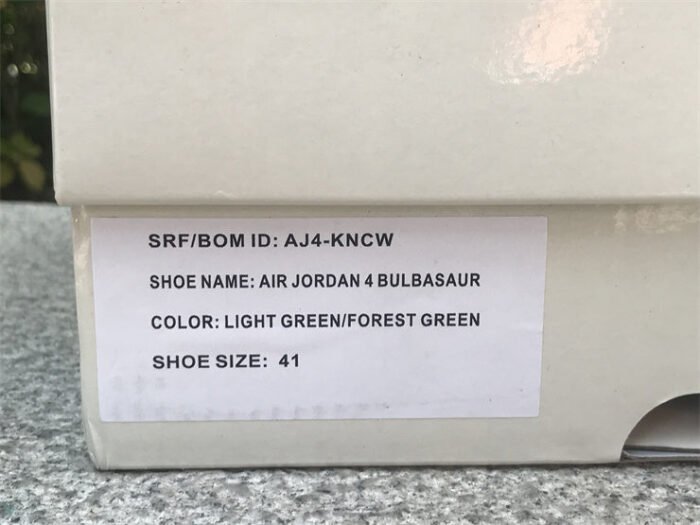 SRF/BOM ID: AJ4-KNCW
SHOE NAME: AIR JORDAN 4 BULBASAUR
COLOR: LIGHT GREEN/FOREST GREEN
SHOE SIZE: 41